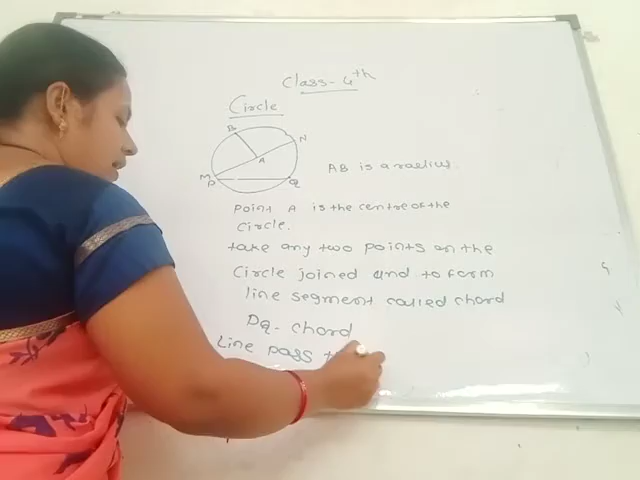 Class - 4th
Circle
B
N
A
M
P
Q
AB is a radius.
Point A is the centre of the
Circle.
take any two points on the
Circle joined and to form
line segment called chord
PQ - chord
Line pass